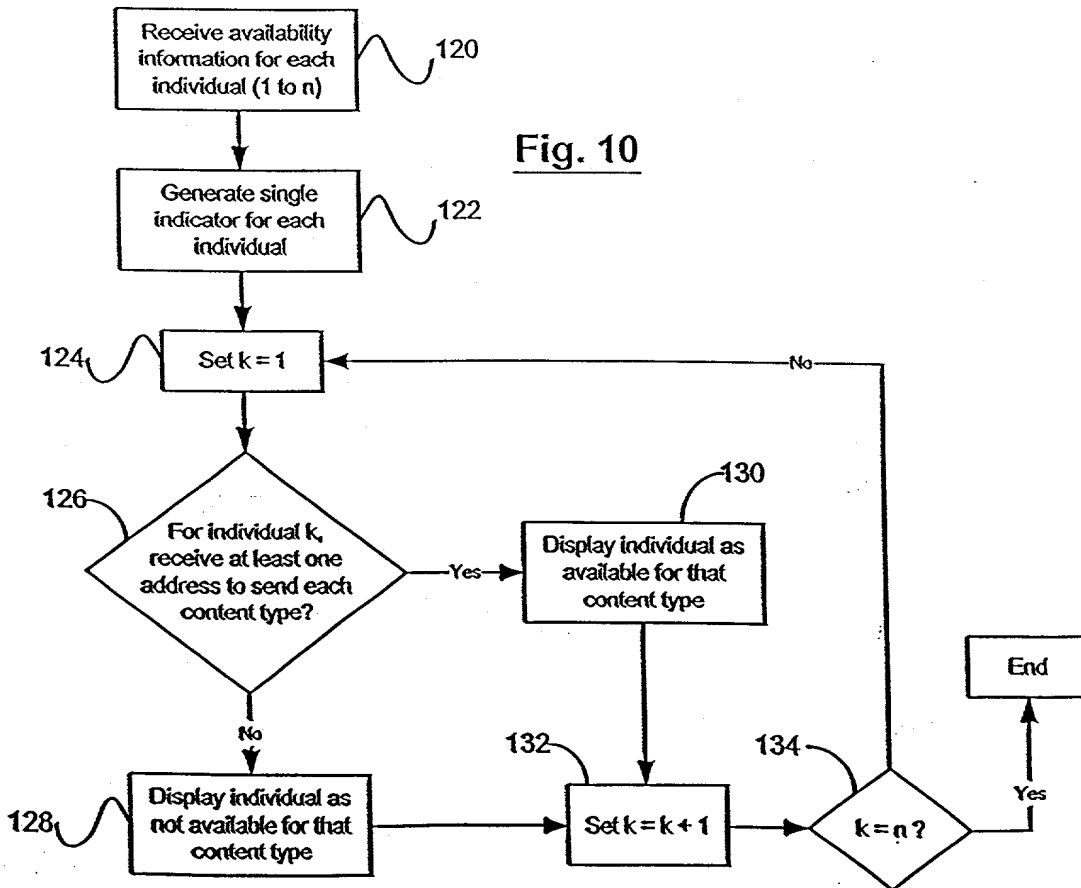 Receive availability
information for each
individual (1 to n)
120
Fig. 10
Generate single
indicator for each
individual
122
124
Set k = 1
No
126
For individual k,
receive at least one
address to send each
content type?
Yes
130
Display individual as
available for that
content type
End
No
128
Display individual as
not available for that
content type
132
Set k = k + 1
134
k = n ?
Yes